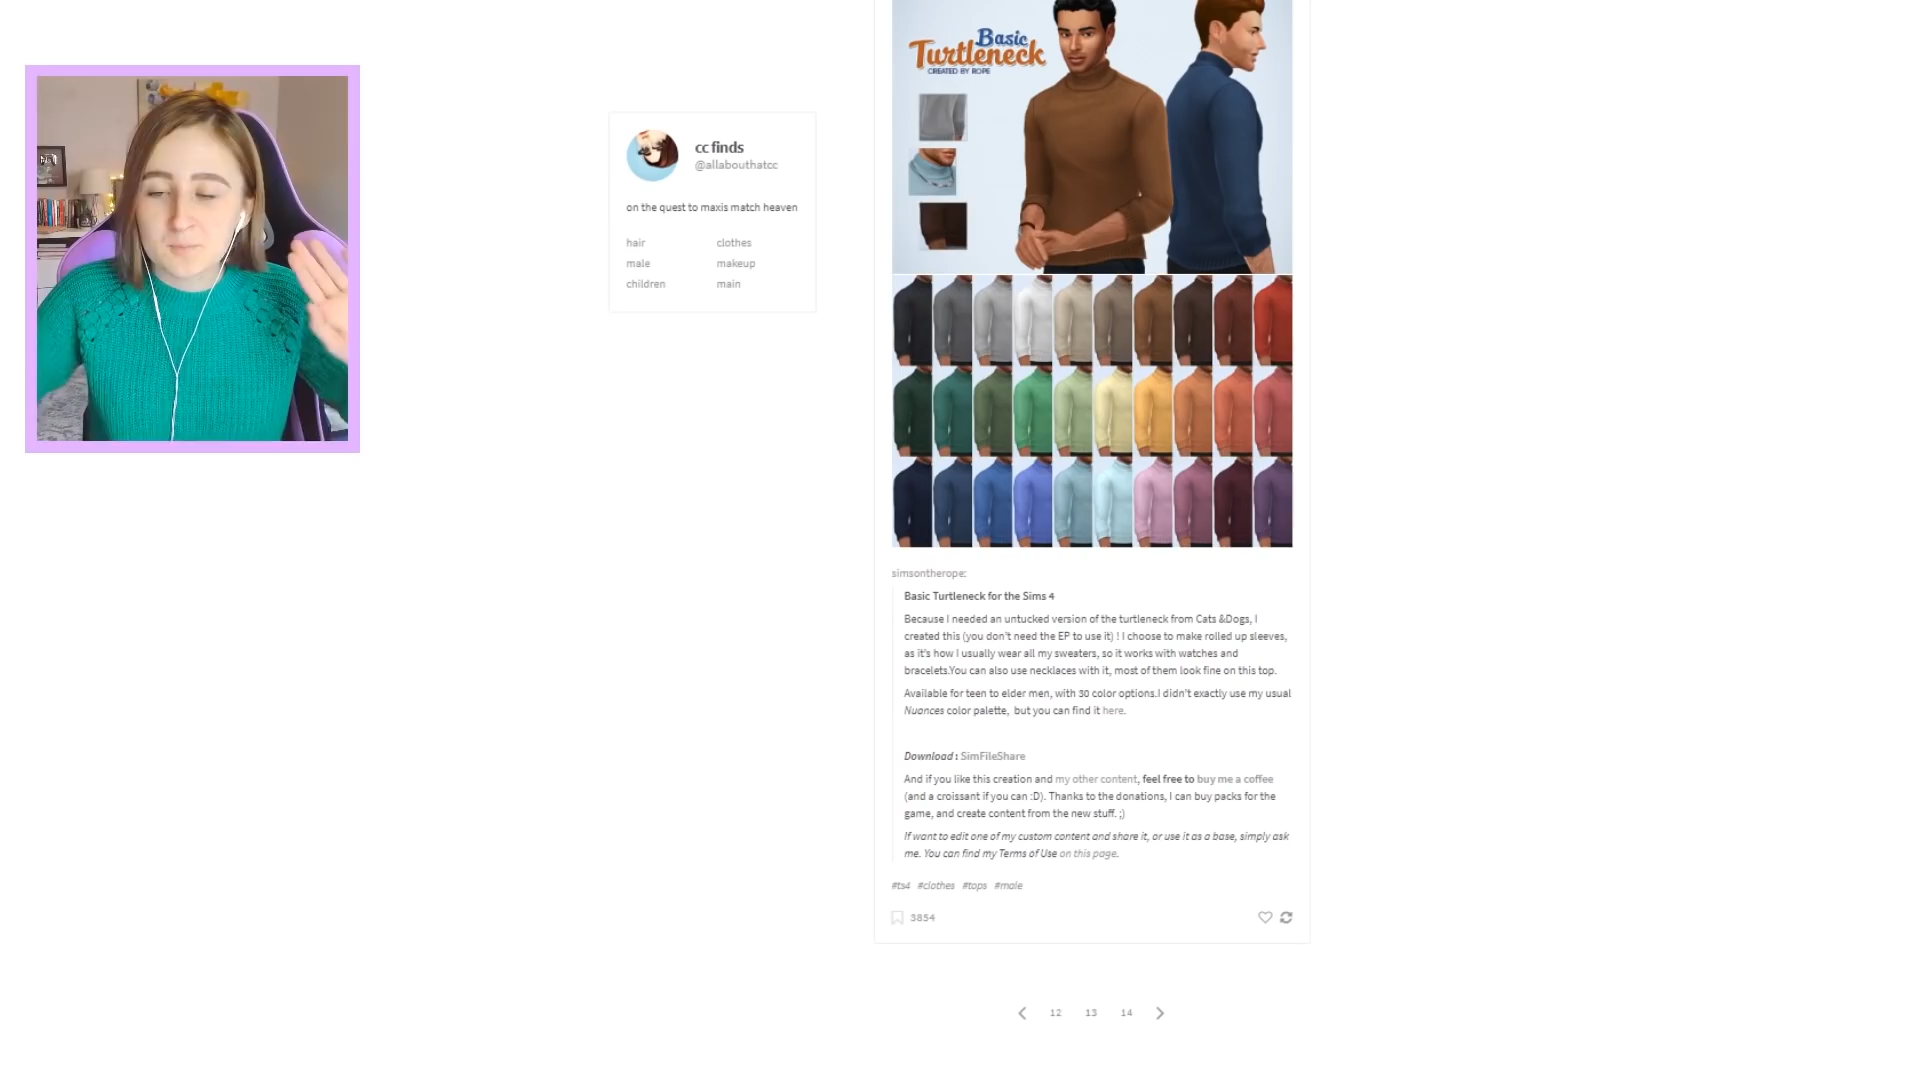 cc finds
@allabouthatcc
on the quest to maxis match heaven
hair
clothes
male
makeup
children
main
Basic
Turtleneck
CREATED BY ROPE
simsontherope:
Basic Turtleneck for the Sims 4
Because I needed an untucked version of the turtleneck from Cats &Dogs, I
created this (you don't need the EP to use it) ! I choose to make rolled up sleeves,
as it's how I usually wear all my sweaters, so it works with watches and
bracelets.You can also use necklaces with it, most of them look fine on this top.
Available for teen to elder men, with 30 color options.I didn't exactly use my usual
Nuances color palette,  but you can find it here.
Download : SimFileShare
And if you like this creation and my other content, feel free to buy me a coffee
(and a croissant if you can :D). Thanks to the donations, I can buy packs for the
game, and create content from the new stuff. ;)
If want to edit one of my custom content and share it, or use it as a base, simply ask
me. You can find my Terms of Use on this page.
#ts4 #clothes #tops #male
3854
12 13 14